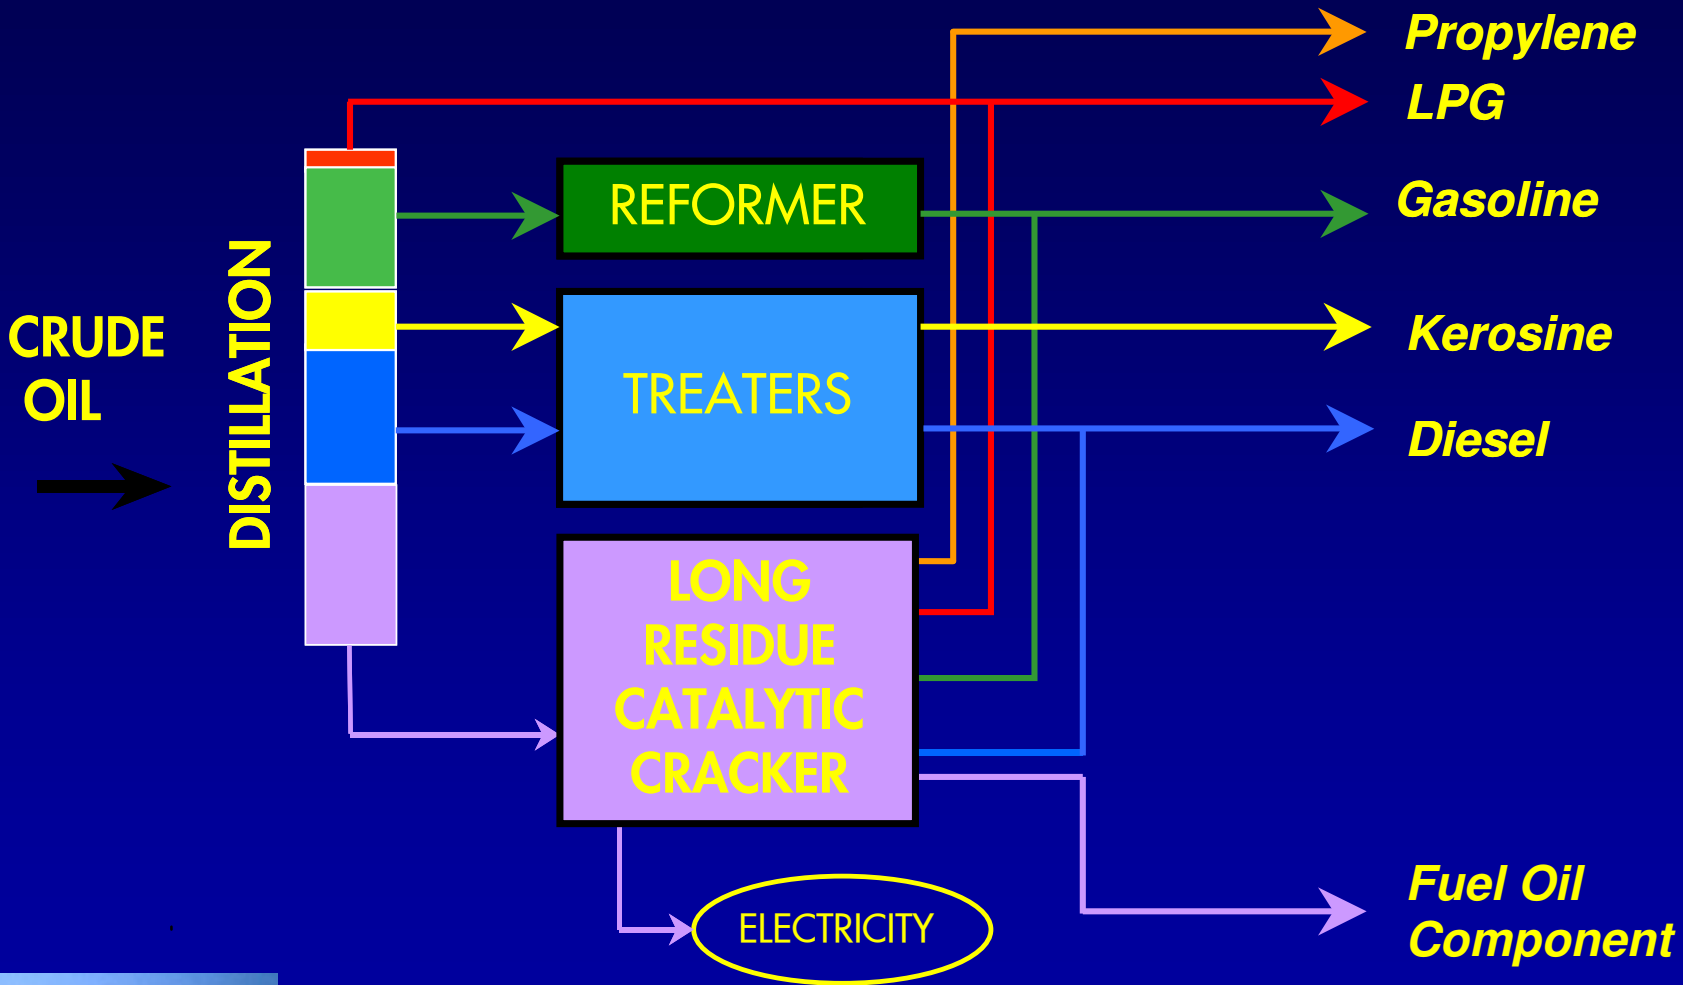 CRUDE
OIL
DISTILLATION
REFORMER
TREATERS
LONG
RESIDUE
CATALYTIC
CRACKER
ELECTRICITY
Propylene
LPG
Gasoline
Kerosine
Diesel
Fuel Oil
Component